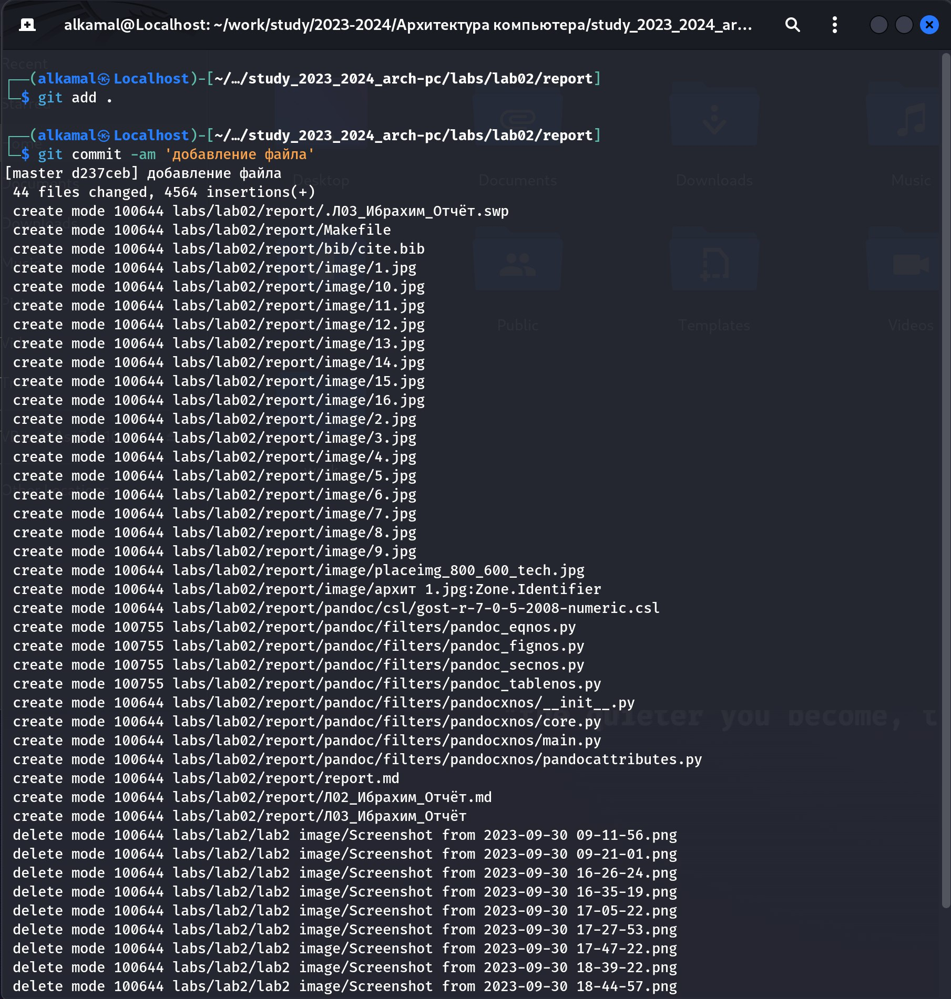 alkamal@Localhost: ~/work/study/2023-2024/Архитектура компьютера/study_2023_2024_ar…
┌──(alkamal㉿Localhost)-[~/…/study_2023_2024_arch-pc/labs/lab02/report]
└─$ git add .
┌──(alkamal㉿Localhost)-[~/…/study_2023_2024_arch-pc/labs/lab02/report]
└─$ git commit -am 'добавление файла'
[master d237ceb] добавление файла
44 files changed, 4564 insertions(+)
create mode 100644 labs/lab02/report/.Л03_Ибрахим_Отчёт.swp
create mode 100644 labs/lab02/report/Makefile
create mode 100644 labs/lab02/report/bib/cite.bib
create mode 100644 labs/lab02/report/image/1.jpg
create mode 100644 labs/lab02/report/image/10.jpg
create mode 100644 labs/lab02/report/image/11.jpg
create mode 100644 labs/lab02/report/image/12.jpg
create mode 100644 labs/lab02/report/image/13.jpg
create mode 100644 labs/lab02/report/image/14.jpg
create mode 100644 labs/lab02/report/image/15.jpg
create mode 100644 labs/lab02/report/image/16.jpg
create mode 100644 labs/lab02/report/image/2.jpg
create mode 100644 labs/lab02/report/image/3.jpg
create mode 100644 labs/lab02/report/image/4.jpg
create mode 100644 labs/lab02/report/image/5.jpg
create mode 100644 labs/lab02/report/image/6.jpg
create mode 100644 labs/lab02/report/image/7.jpg
create mode 100644 labs/lab02/report/image/8.jpg
create mode 100644 labs/lab02/report/image/9.jpg
create mode 100644 labs/lab02/report/image/placeimg_800_600_tech.jpg
create mode 100644 labs/lab02/report/image/архит 1.jpg:Zone.Identifier
create mode 100644 labs/lab02/report/pandoc/csl/gost-r-7-0-5-2008-numeric.csl
create mode 100755 labs/lab02/report/pandoc/filters/pandoc_eqnos.py
create mode 100755 labs/lab02/report/pandoc/filters/pandoc_fignos.py
create mode 100755 labs/lab02/report/pandoc/filters/pandoc_secnos.py
create mode 100755 labs/lab02/report/pandoc/filters/pandoc_tablenos.py
create mode 100644 labs/lab02/report/pandoc/filters/pandocxnos/__init__.py
create mode 100644 labs/lab02/report/pandoc/filters/pandocxnos/core.py
create mode 100644 labs/lab02/report/pandoc/filters/pandocxnos/main.py
create mode 100644 labs/lab02/report/pandoc/filters/pandocxnos/pandocattributes.py
create mode 100644 labs/lab02/report/report.md
create mode 100644 labs/lab02/report/Л02_Ибрахим_Отчёт.md
create mode 100644 labs/lab02/report/Л03_Ибрахим_Отчёт
delete mode 100644 labs/lab2/lab2 image/Screenshot from 2023-09-30 09-11-56.png
delete mode 100644 labs/lab2/lab2 image/Screenshot from 2023-09-30 09-21-01.png
delete mode 100644 labs/lab2/lab2 image/Screenshot from 2023-09-30 16-26-24.png
delete mode 100644 labs/lab2/lab2 image/Screenshot from 2023-09-30 16-35-19.png
delete mode 100644 labs/lab2/lab2 image/Screenshot from 2023-09-30 17-05-22.png
delete mode 100644 labs/lab2/lab2 image/Screenshot from 2023-09-30 17-27-53.png
delete mode 100644 labs/lab2/lab2 image/Screenshot from 2023-09-30 17-47-22.png
delete mode 100644 labs/lab2/lab2 image/Screenshot from 2023-09-30 18-39-22.png
delete mode 100644 labs/lab2/lab2 image/Screenshot from 2023-09-30 18-44-57.png
Recent
Starred
Home
Documents
Downloads
Music
Other Locations
Desktop
Documents
Downloads
Music
Public
Templates
Videos
work
quieter you become, t